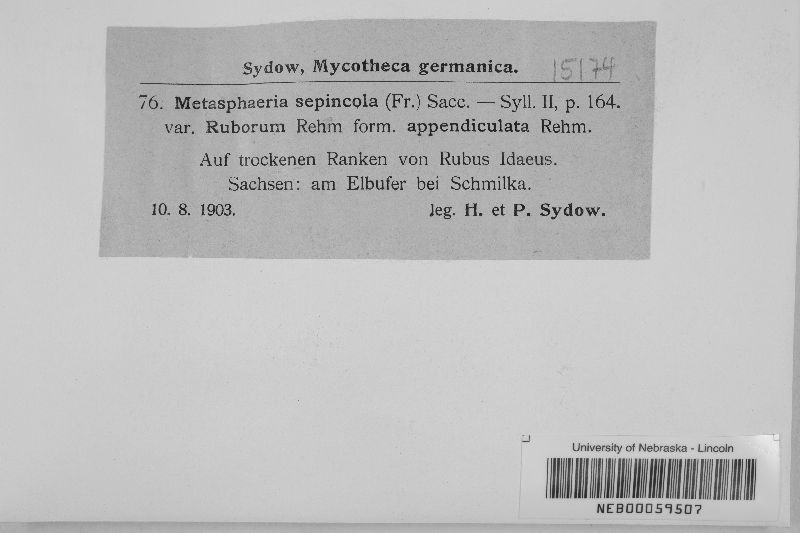 Sydow, Mycotheca germanica. 15174
76. Metasphaeria sepincola (Fr.) Sacc. — Syll. II, p. 164.
var. Ruborum Rehm form. appendiculata Rehm.
Auf trockenen Ranken von Rubus Idaeus.
Sachsen: am Elbufer bei Schmilka.
10. 8. 1903. leg. H. et P. Sydow.
University of Nebraska - Lincoln
NEB00059507